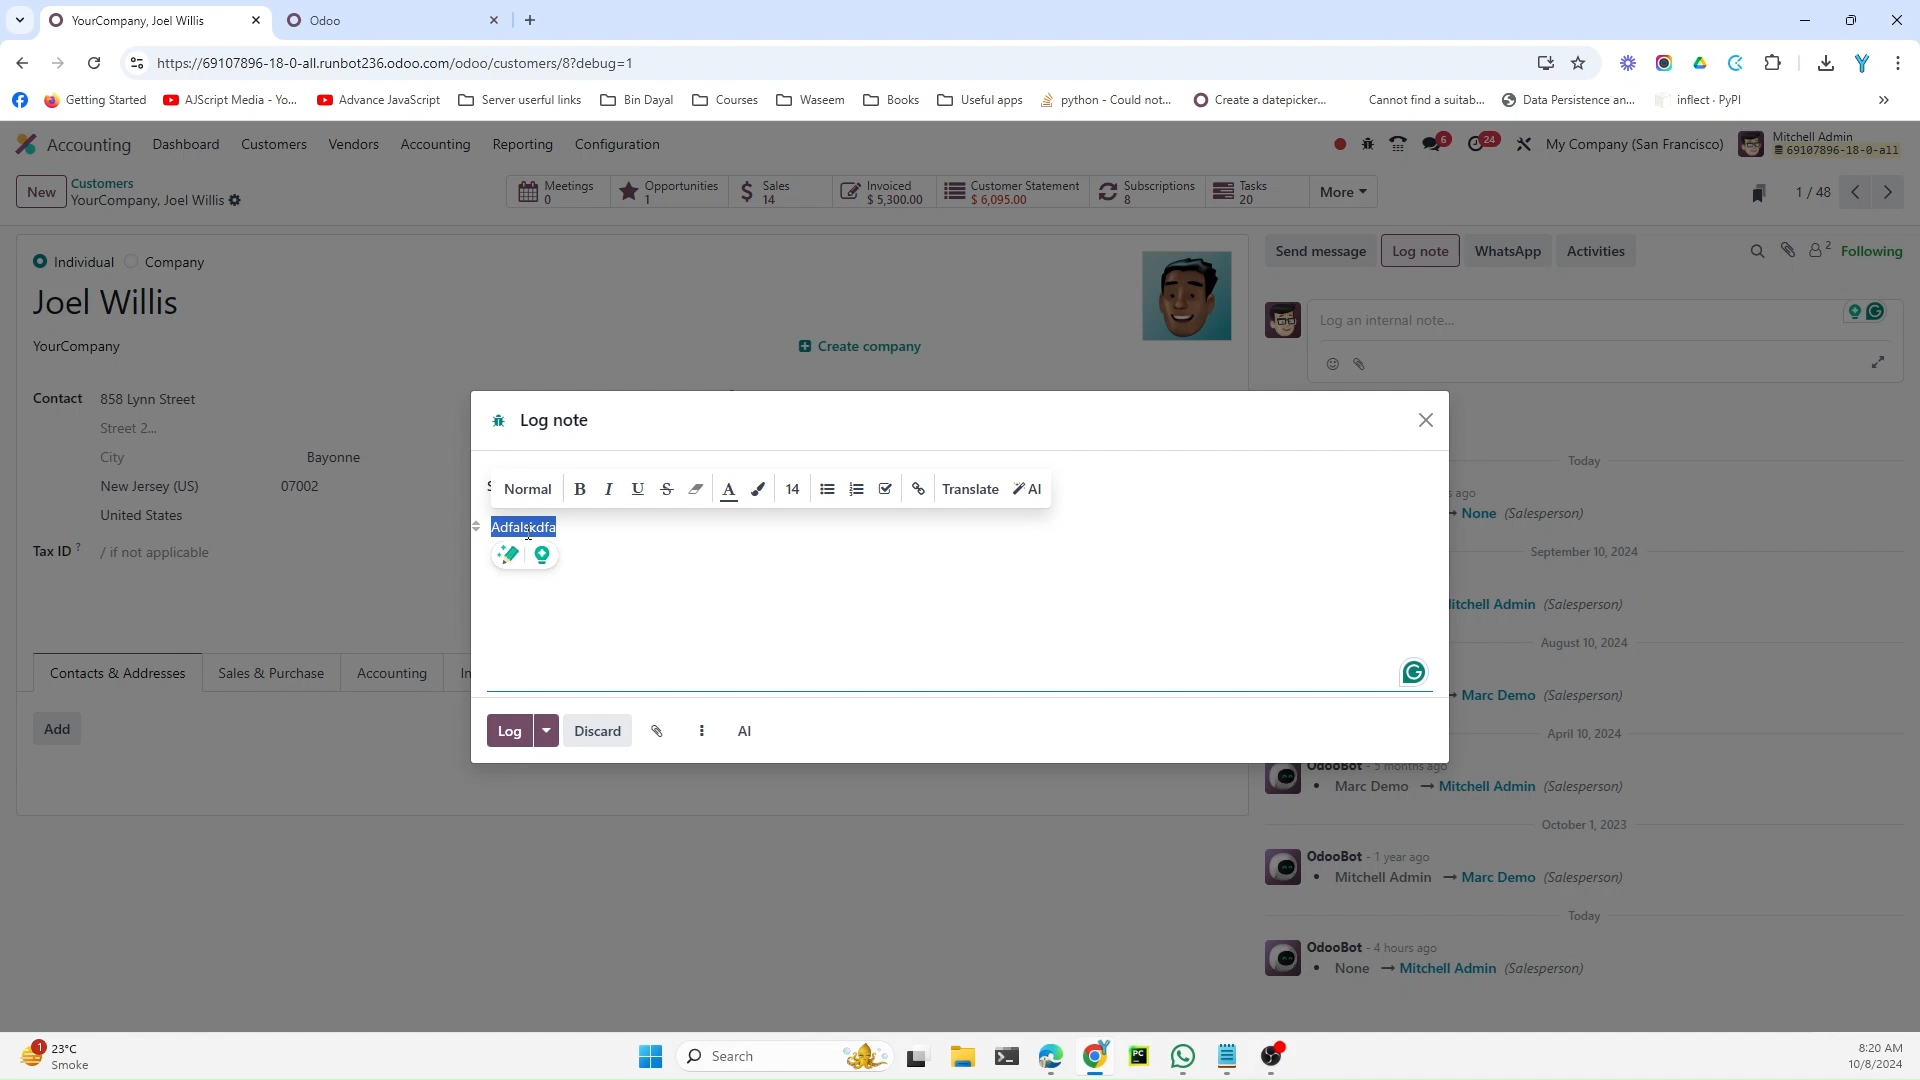 YourCompany, Joel Willis
Odoo
https://69107896-18-0-all.runbot236.odoo.com/odoo/customers/8?debug=1
Getting Started
AJScript Media - Yo...
Advance JavaScript
Server userful links
Bin Dayal
Courses
Waseem
Books
Useful apps
python - Could not...
Create a datepicker...
Cannot find a suitab...
Data Persistence an...
inflect · PyPI
Accounting Dashboard Customers Vendors Accounting Reporting Configuration
6
24
My Company (San Francisco)
Mitchell Admin
69107896-18-0-all
New
Customers
YourCompany, Joel Willis
Meetings
0
Opportunities
1
Sales
14
Invoiced
$ 5,300.00
Customer Statement
$ 6,095.00
Subscriptions
8
Tasks
20
More
1 / 48
Individual
Company
Send message
Log note
WhatsApp
Activities
2
Following
Joel Willis
Log an internal note...
YourCompany
Create company
Contact
858 Lynn Street
Street 2...
City
Bayonne
New Jersey (US)
07002
United States
Tax ID ?
/ if not applicable
Log note
Normal B I U S A 14 Translate AI
Adfalskdfa
Log
Discard
AI
Contacts & Addresses
Sales & Purchase
Accounting
In
Add
Today
s ago
→ None (Salesperson)
September 10, 2024
litchell Admin (Salesperson)
August 10, 2024
→ Marc Demo (Salesperson)
April 10, 2024
OdooBot - 5 months ago
• Marc Demo → Mitchell Admin (Salesperson)
October 1, 2023
OdooBot - 1 year ago
• Mitchell Admin → Marc Demo (Salesperson)
Today
OdooBot - 4 hours ago
• None → Mitchell Admin (Salesperson)
1
23°C
Smoke
Search
PC
8:20 AM
10/8/2024